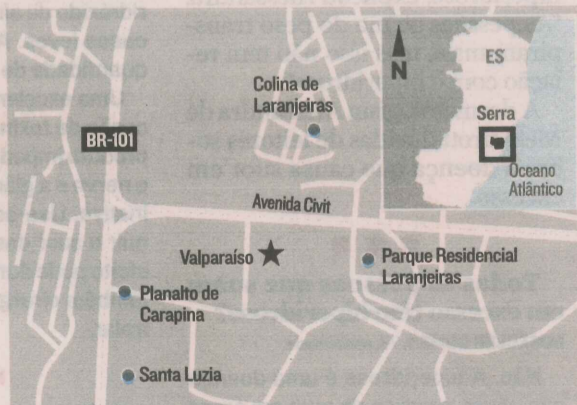 N
ES
Serra
Oceano
Atlântico
Colina de
Laranjeiras
BR-101
Avenida Civit
Valparaíso
Parque Residencial
Laranjeiras
Planalto de
Carapina
Santa Luzia